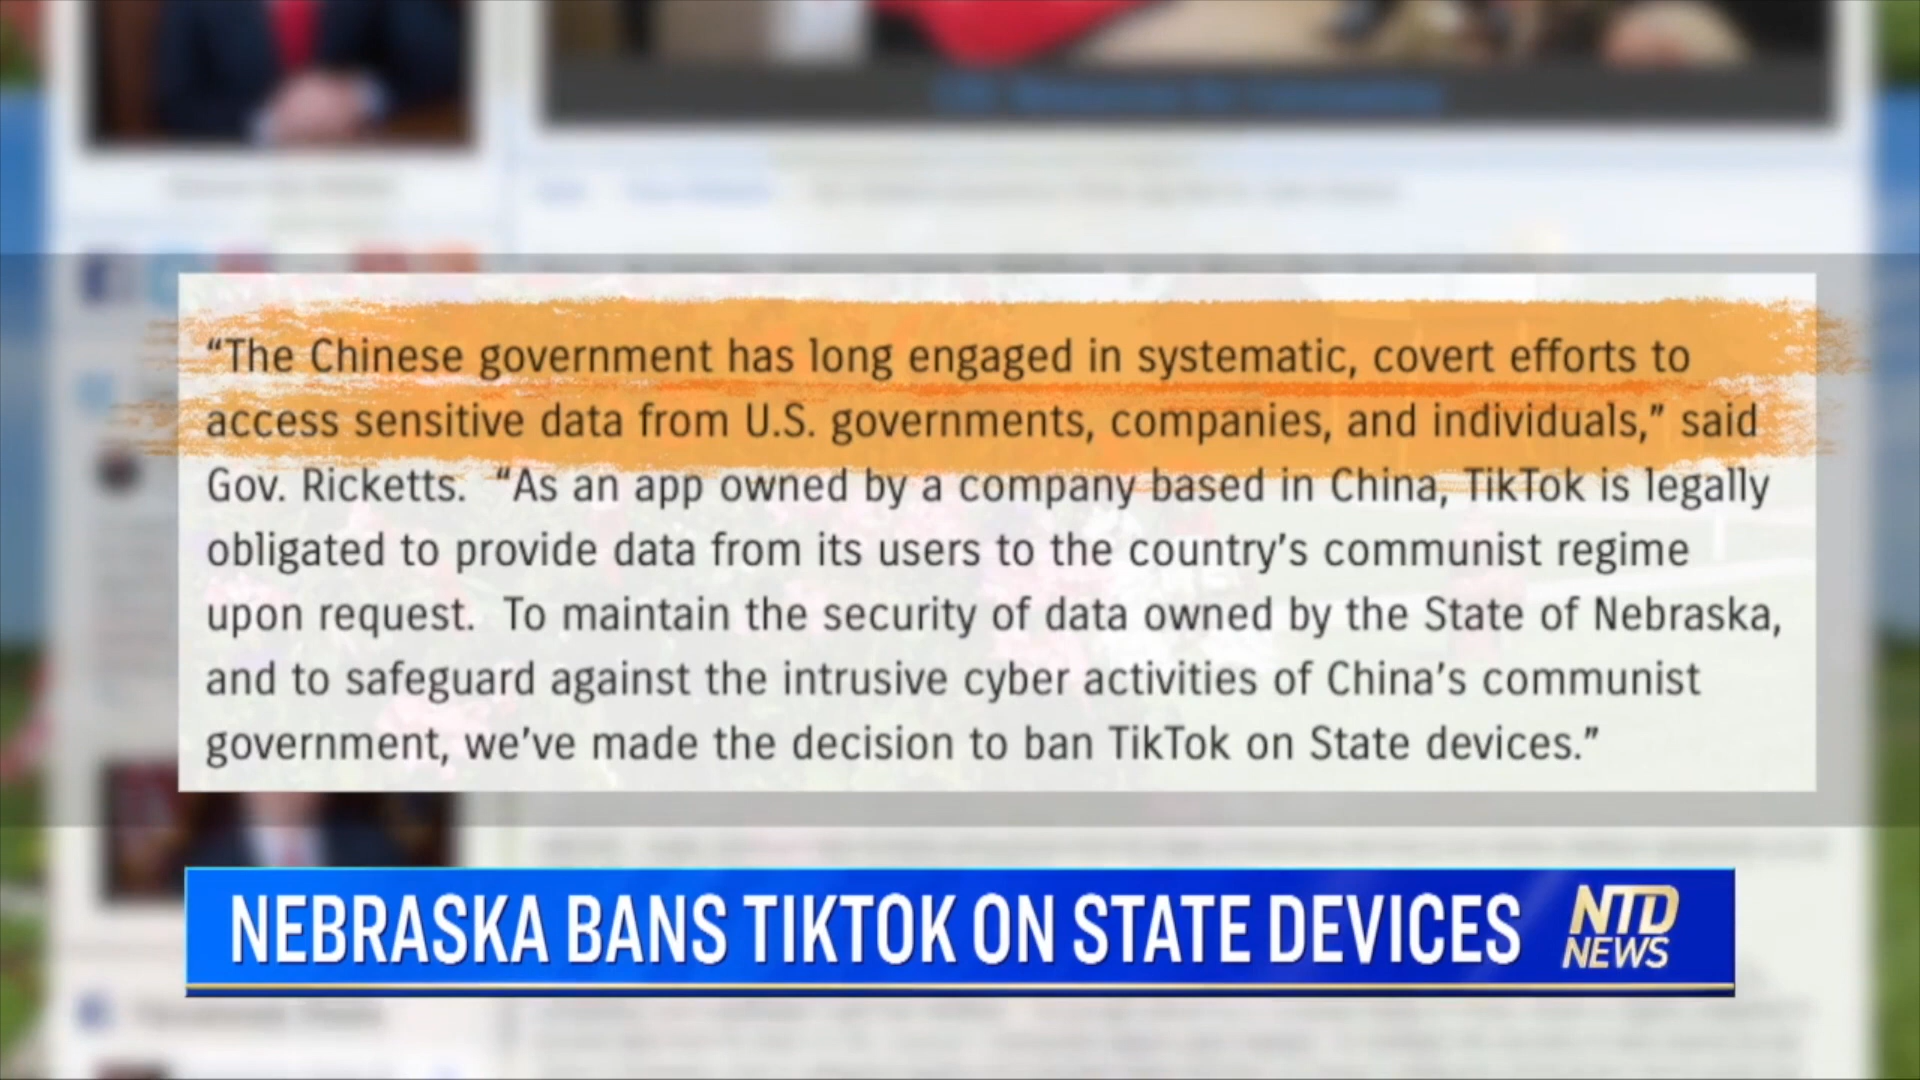 “The Chinese government has long engaged in systematic, covert efforts to
access sensitive data from U.S. governments, companies, and individuals,” said
Gov. Ricketts.  “As an app owned by a company based in China, TikTok is legally
obligated to provide data from its users to the country’s communist regime
upon request.  To maintain the security of data owned by the State of Nebraska,
and to safeguard against the intrusive cyber activities of China’s communist
government, we’ve made the decision to ban TikTok on State devices.”
NEBRASKA BANS TIKTOK ON STATE DEVICES
NTD
NEWS